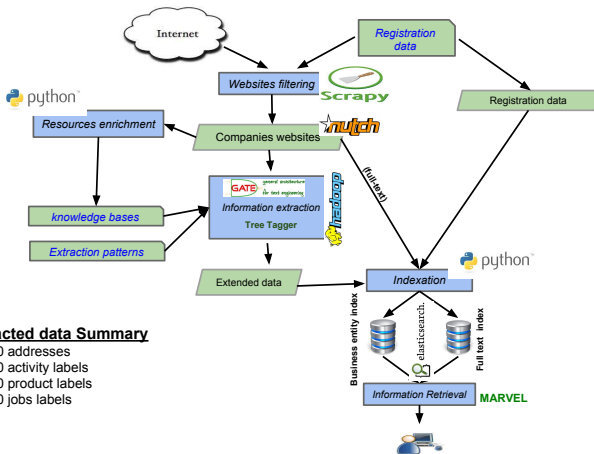 Internet
Registration
data
python
Websites filtering
Scrapy
Registration data
Resources enrichment
Companies websites
nutch
(full-text)
GATE
general architecture
for text engineering
Information extraction
Tree Tagger
hadoop
knowledge bases
Extraction patterns
python
Extended data
Indexation
Business entity index
elasticsearch.
Full text index
acted data Summary
0 addresses
0 activity labels
0 product labels
0 jobs labels
Information Retrieval
MARVEL